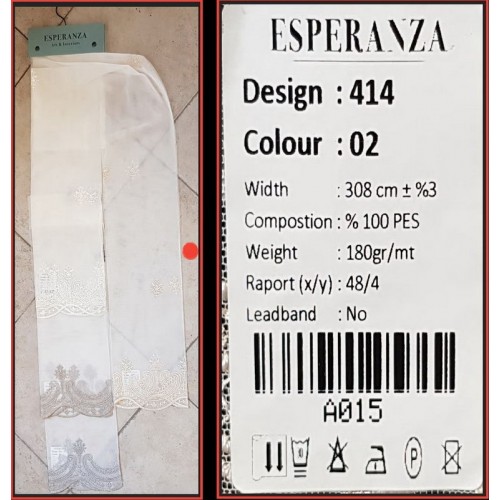 ESPERANZA
ESPERANZA
Design : 414
Colour : 02
Width : 308 cm ± %3
Compostion : % 100 PES
Weight : 180gr/mt
Raport (x/y) : 48/4
Leadband : No
A015
P